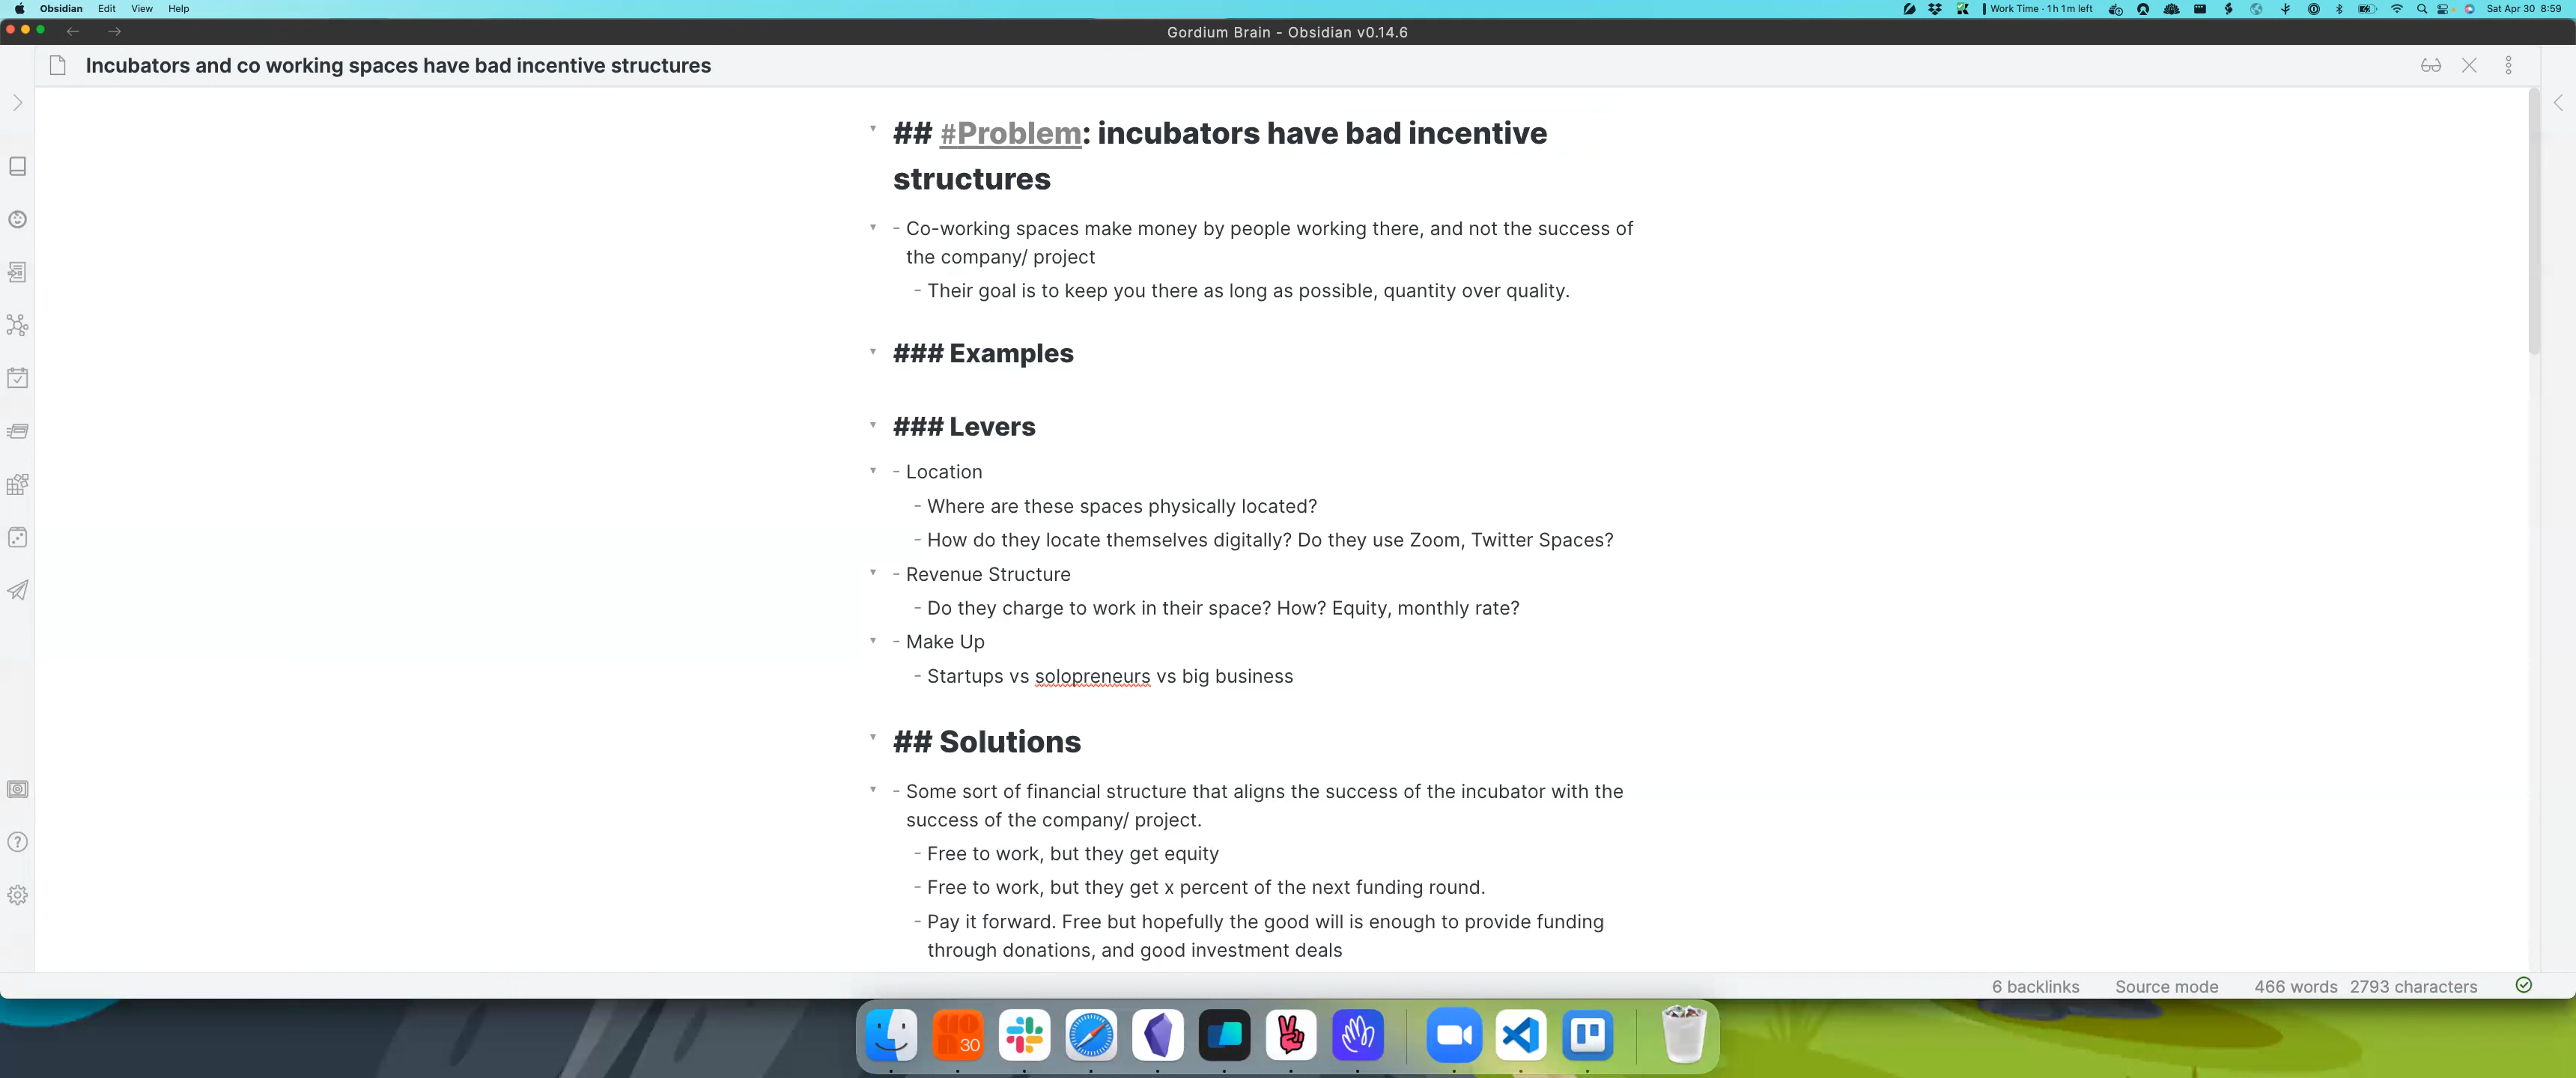 Obsidian Edit View Help
Work Time · 1h 1m left
Sat Apr 30 8:59
Gordium Brain - Obsidian v0.14.6
Incubators and co working spaces have bad incentive structures
## #Problem: incubators have bad incentive
structures
- Co-working spaces make money by people working there, and not the success of
the company/ project
- Their goal is to keep you there as long as possible, quantity over quality.
### Examples
### Levers
- Location
- Where are these spaces physically located?
- How do they locate themselves digitally? Do they use Zoom, Twitter Spaces?
- Revenue Structure
- Do they charge to work in their space? How? Equity, monthly rate?
- Make Up
- Startups vs solopreneurs vs big business
## Solutions
- Some sort of financial structure that aligns the success of the incubator with the
success of the company/ project.
- Free to work, but they get equity
- Free to work, but they get x percent of the next funding round.
- Pay it forward. Free but hopefully the good will is enough to provide funding
through donations, and good investment deals
6 backlinks Source mode 466 words 2793 characters
30